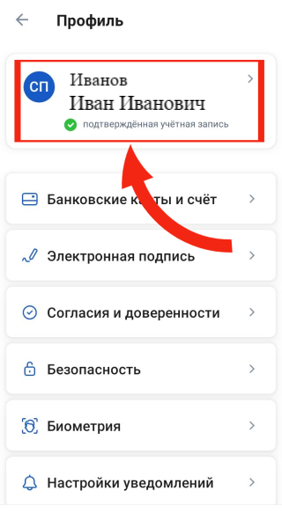 Профиль
СП
Иванов
Иван Иванович
подтверждённая учётная запись
Банковские карты и счёт
Электронная подпись
Согласия и доверенности
Безопасность
Биометрия
Настройки уведомлений